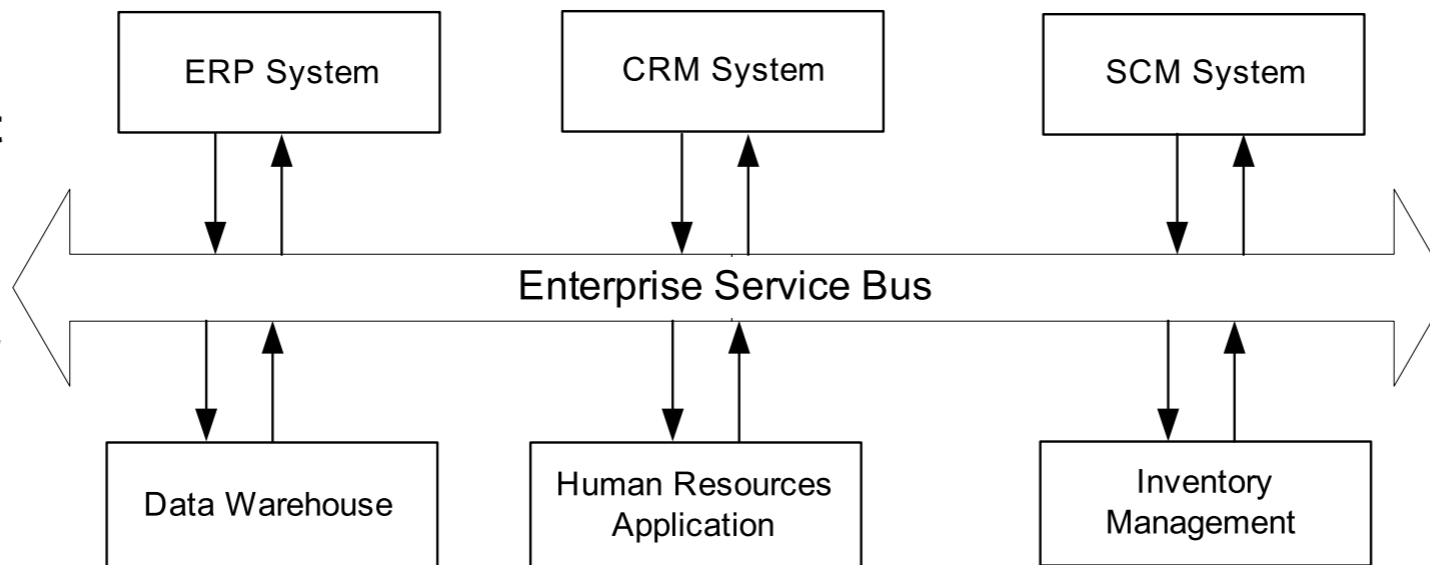 ERP System
CRM System
SCM System
Enterprise Service Bus
Data Warehouse
Human Resources
Application
Inventory
Management